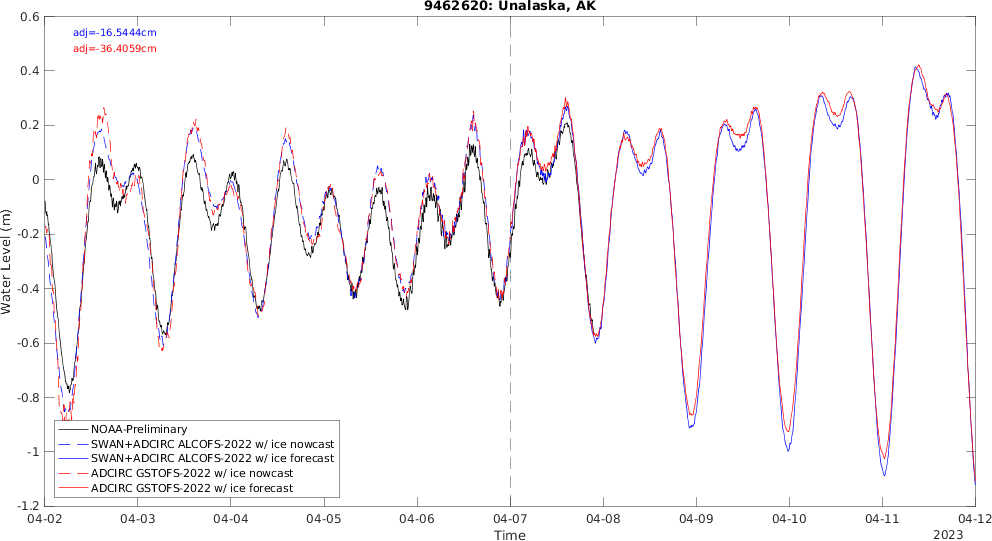 9462620: Unalaska, AK
adj=-16.5444cm
adj=-36.4059cm
0.6
0.4
0.2
0
-0.2
-0.4
-0.6
-0.8
-1
-1.2
Water Level (m)
NOAA-Preliminary
SWAN+ADCIRC ALCOFS-2022 w/ ice nowcast
SWAN+ADCIRC ALCOFS-2022 w/ ice forecast
ADCIRC GSTOFS-2022 w/ ice nowcast
ADCIRC GSTOFS-2022 w/ ice forecast
04-02 04-03 04-04 04-05 04-06 04-07 04-08 04-09 04-10 04-11 04-12
Time
2023